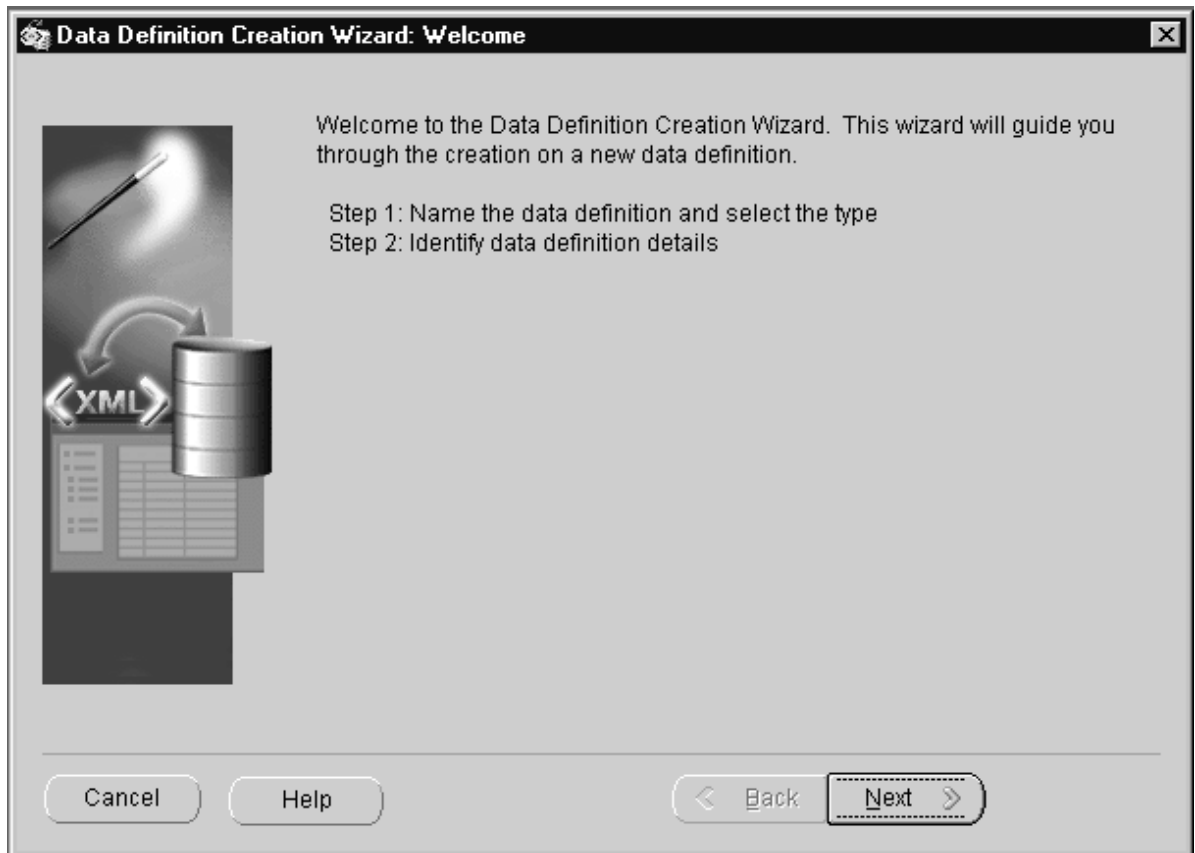 Data Definition Creation Wizard: Welcome
Welcome to the Data Definition Creation Wizard. This wizard will guide you
through the creation on a new data definition.
Step 1: Name the data definition and select the type
Step 2: Identify data definition details
XML
Cancel
Help
Back
Next